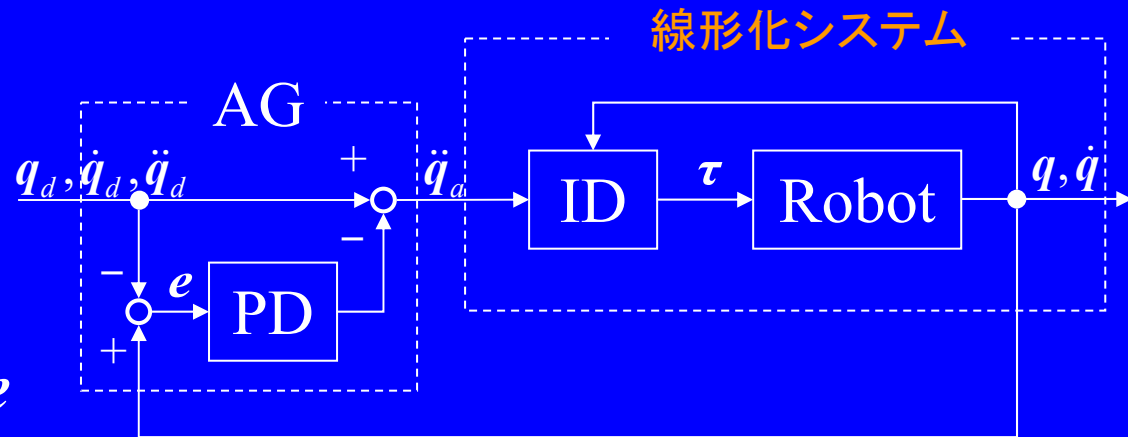 線形化システム
AG
q_d, q̇_d, q̈_d
+
q̈_a
ID
τ
Robot
q, q̇
−
−
e
PD
+
e